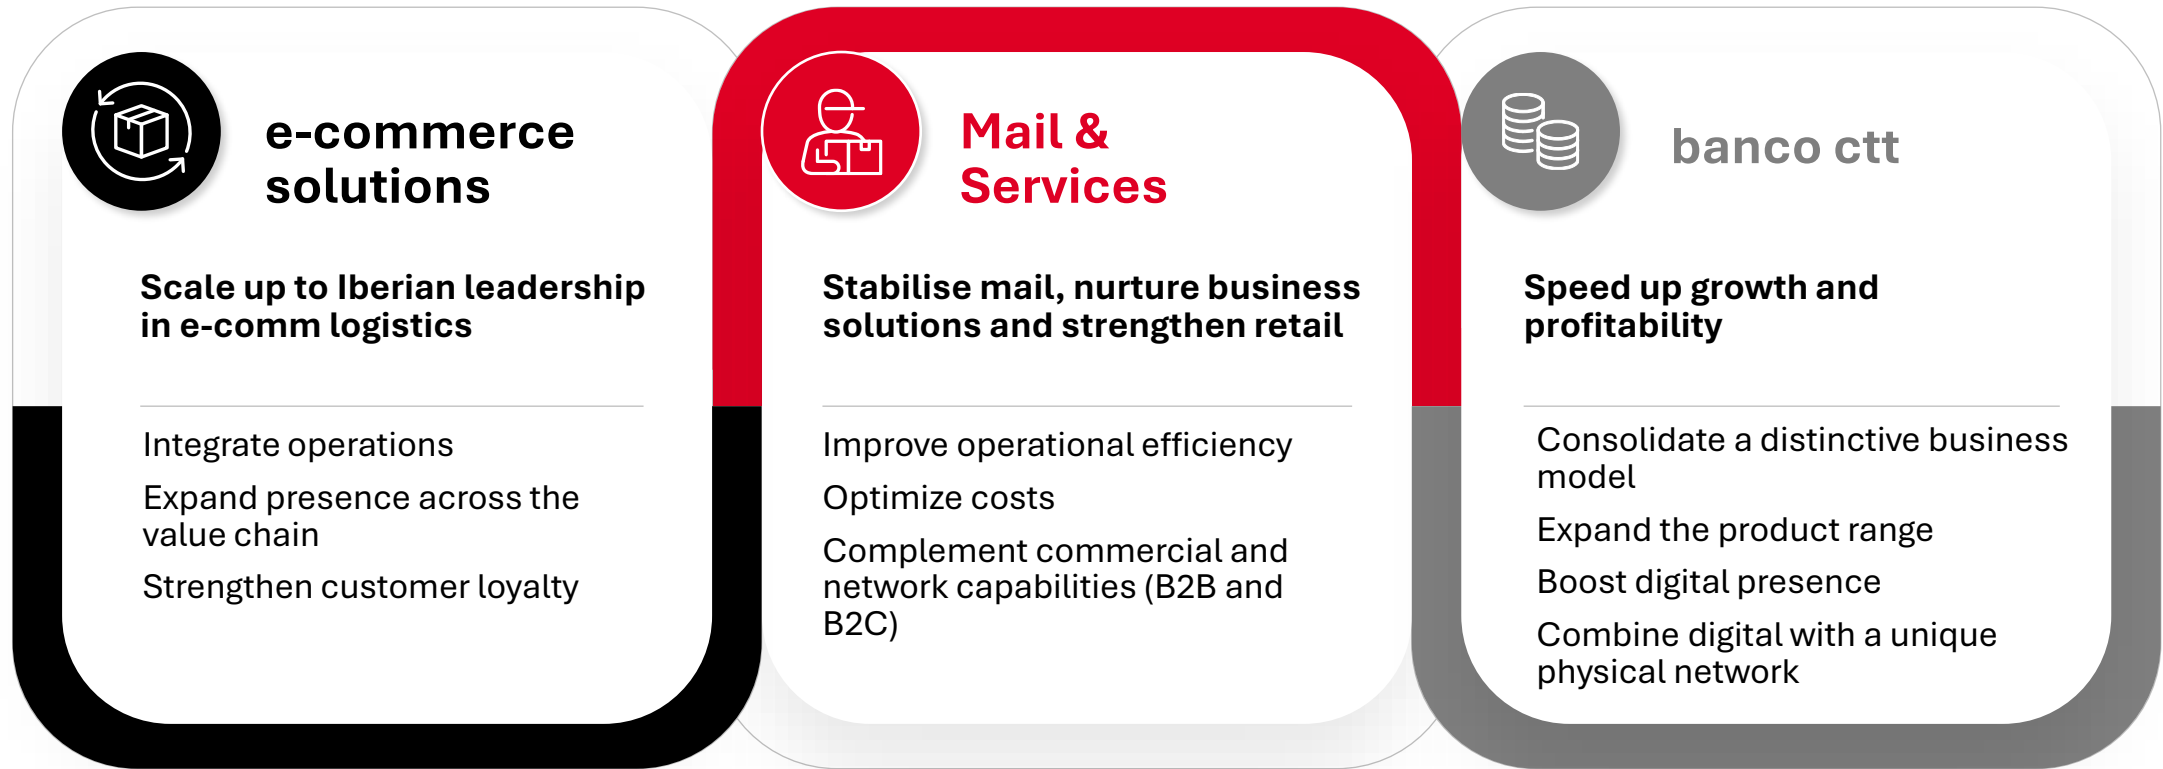 e-commerce
solutions
Scale up to Iberian leadership
in e-comm logistics
Integrate operations
Expand presence across the
value chain
Strengthen customer loyalty
Mail &
Services
Stabilise mail, nurture business
solutions and strengthen retail
Improve operational efficiency
Optimize costs
Complement commercial and
network capabilities (B2B and
B2C)
banco ctt
Speed up growth and
profitability
Consolidate a distinctive business
model
Expand the product range
Boost digital presence
Combine digital with a unique
physical network